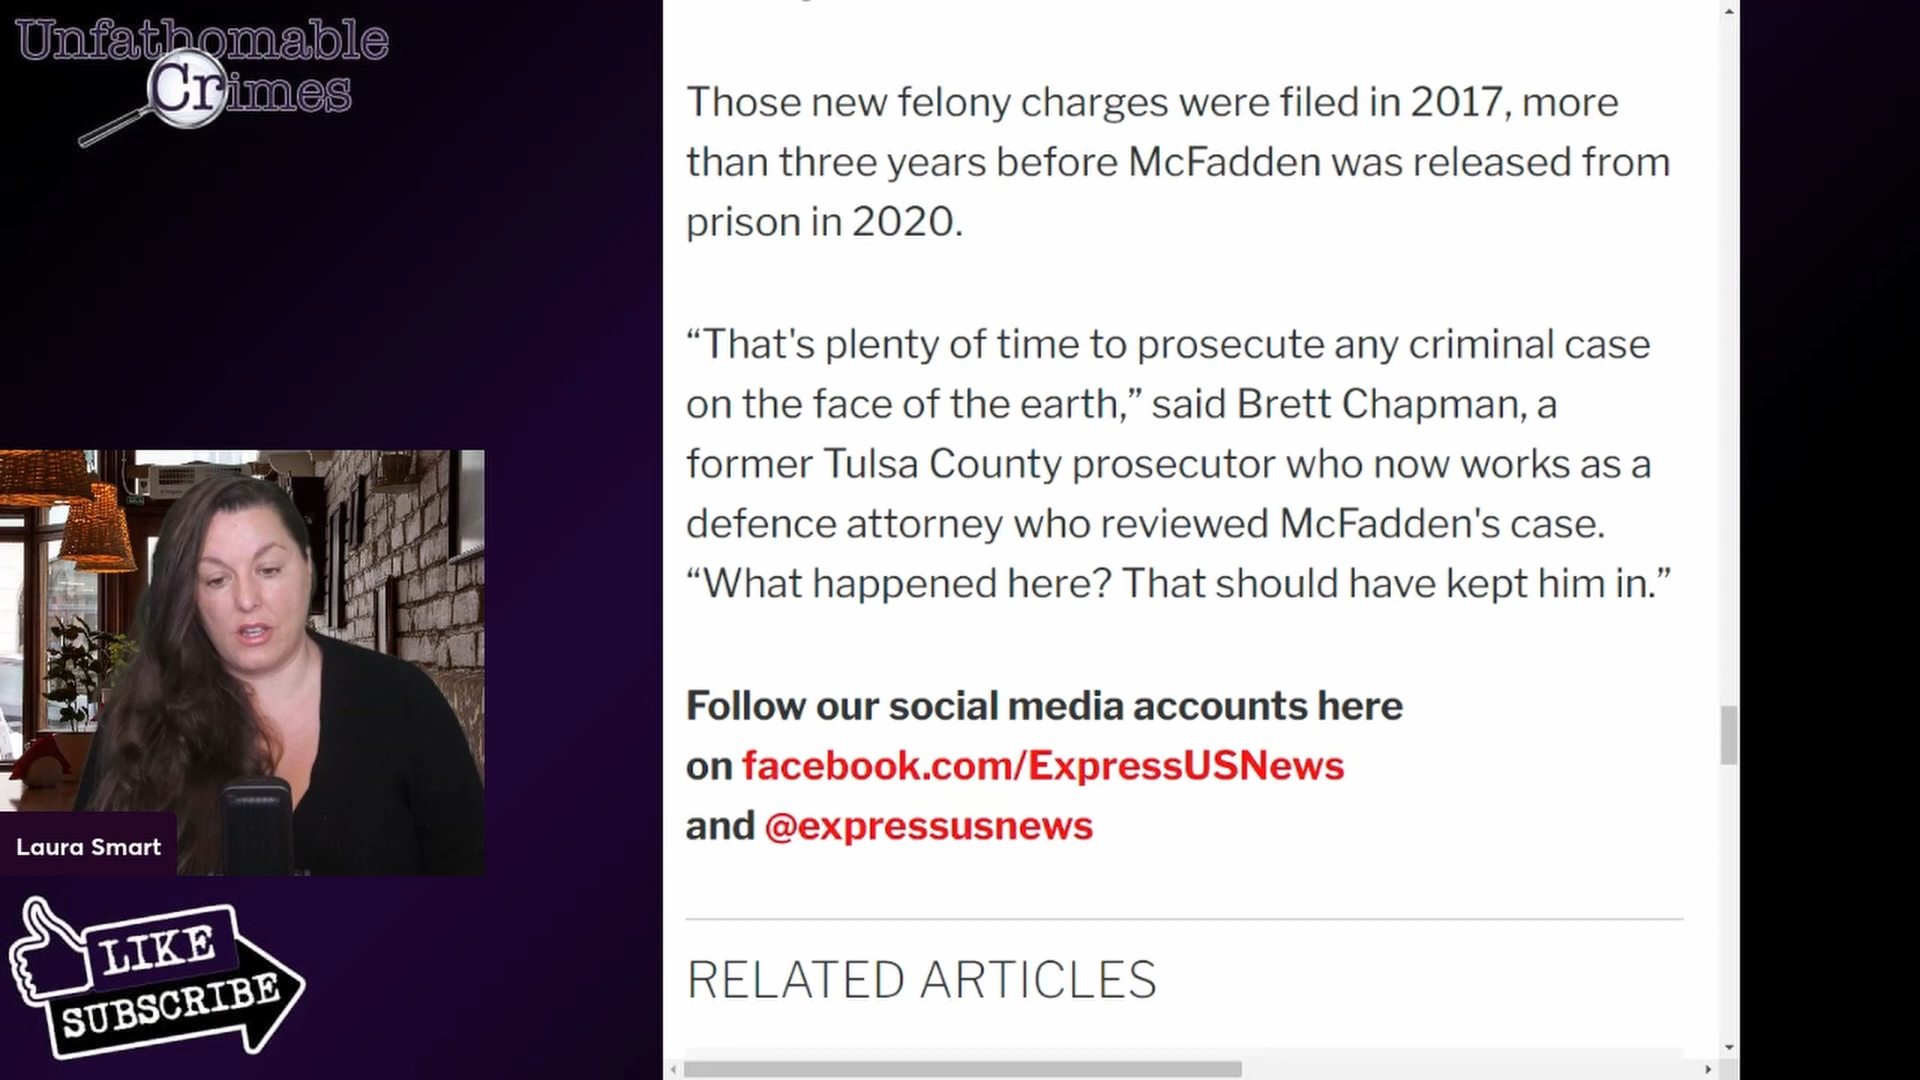 Unfathomable
Crimes
Those new felony charges were filed in 2017, more
than three years before McFadden was released from
prison in 2020.
“That's plenty of time to prosecute any criminal case
on the face of the earth,” said Brett Chapman, a
former Tulsa County prosecutor who now works as a
defence attorney who reviewed McFadden's case.
“What happened here? That should have kept him in.”
Follow our social media accounts here
on facebook.com/ExpressUSNews
and @expressusnews
RELATED ARTICLES
Laura Smart
LIKE
SUBSCRIBE